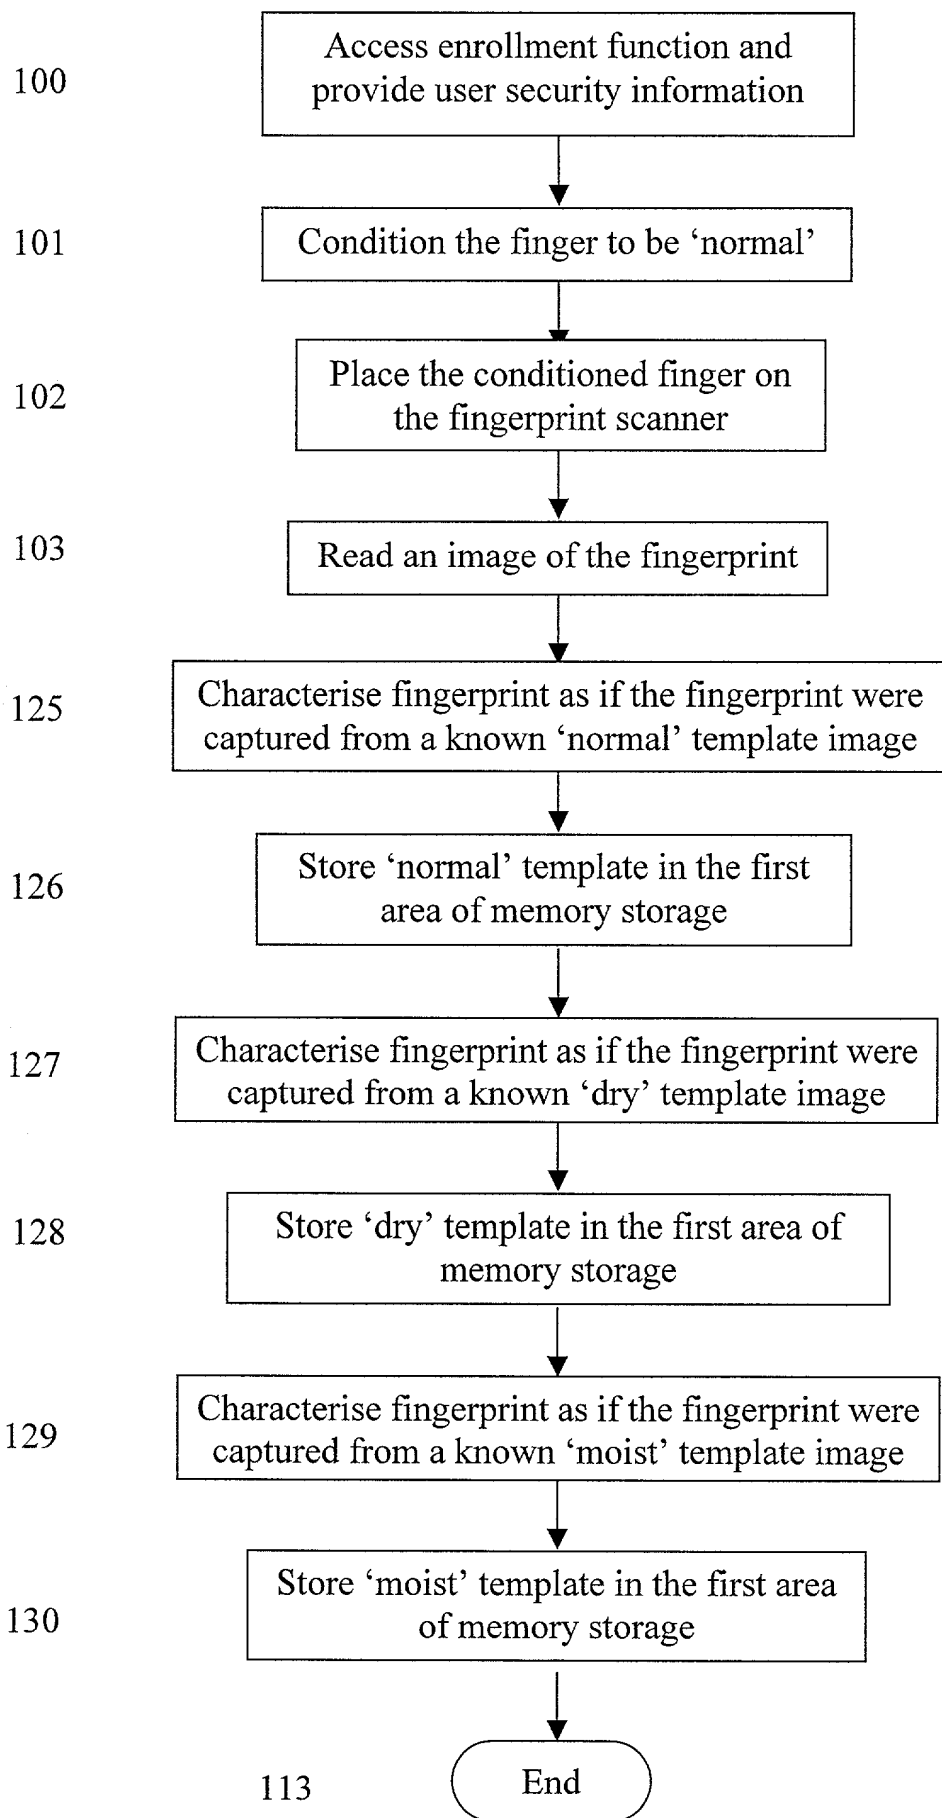 100
Access enrollment function and
provide user security information
101
Condition the finger to be ‘normal’
102
Place the conditioned finger on
the fingerprint scanner
103
Read an image of the fingerprint
125
Characterise fingerprint as if the fingerprint were
captured from a known ‘normal’ template image
126
Store ‘normal’ template in the first
area of memory storage
127
Characterise fingerprint as if the fingerprint were
captured from a known ‘dry’ template image
128
Store ‘dry’ template in the first area of
memory storage
129
Characterise fingerprint as if the fingerprint were
captured from a known ‘moist’ template image
130
Store ‘moist’ template in the first area
of memory storage
113
End